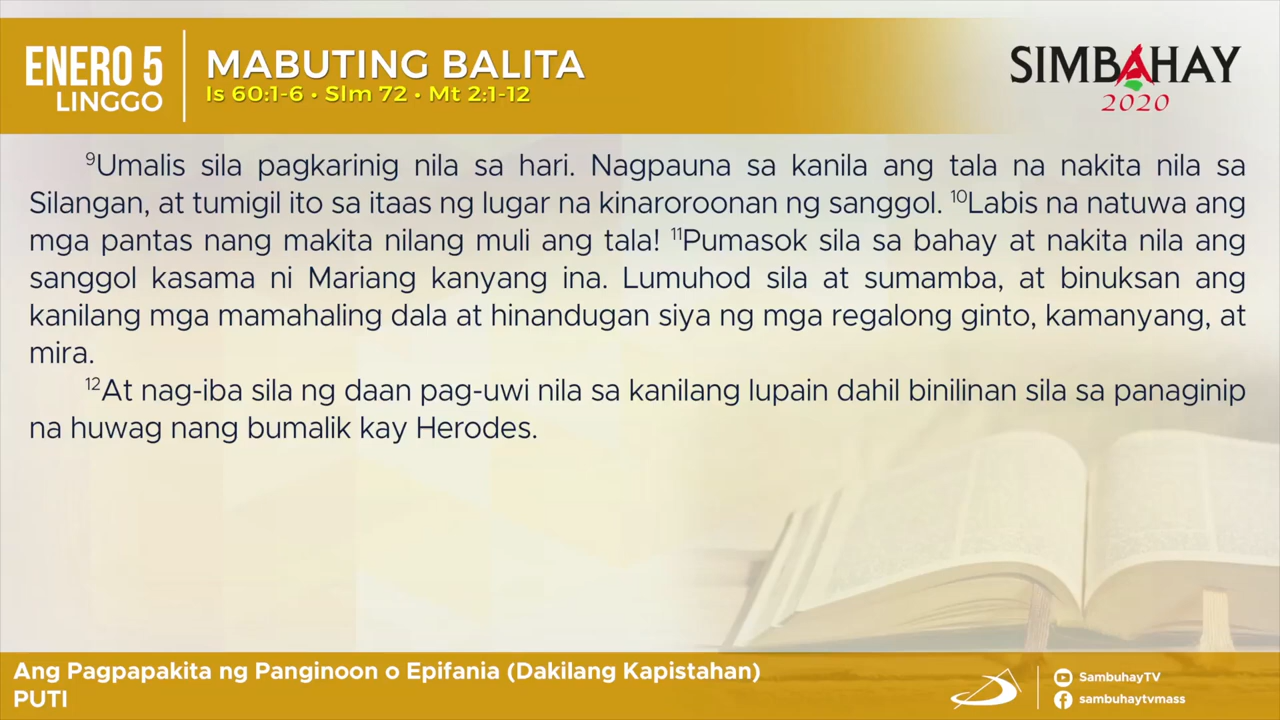 ENERO 5
LINGGO
MABUTING BALITA
Is 60:1-6 • Slm 72 • Mt 2:1-12
SIMBAHAY
2020
⁹Umalis sila pagkarinig nila sa hari. Nagpauna sa kanila ang tala na nakita nila sa
Silangan, at tumigil ito sa itaas ng lugar na kinaroroonan ng sanggol. ¹⁰Labis na natuwa ang
mga pantas nang makita nilang muli ang tala! ¹¹Pumasok sila sa bahay at nakita nila ang
sanggol kasama ni Mariang kanyang ina. Lumuhod sila at sumamba, at binuksan ang
kanilang mga mamahaling dala at hinandugan siya ng mga regalong ginto, kamanyang, at
mira.
¹²At nag-iba sila ng daan pag-uwi nila sa kanilang lupain dahil binilinan sila sa panaginip
na huwag nang bumalik kay Herodes.
Ang Pagpapakita ng Panginoon o Epifania (Dakilang Kapistahan)
PUTI
SambuhayTV
sambuhaytvmass